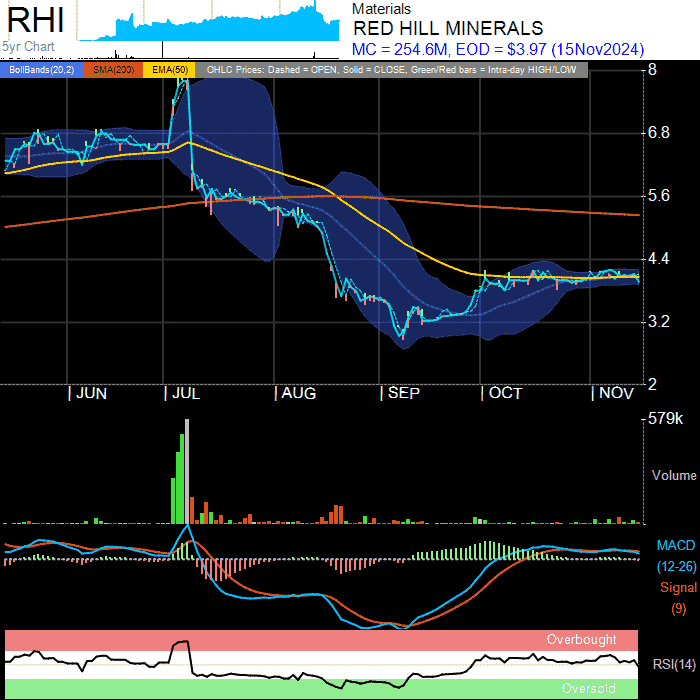 RHI
5yr Chart
Materials
RED HILL MINERALS
MC = 254.6M, EOD = $3.97 (15Nov2024)
BollBands(20,2) SMA(200) EMA(50) OHLC Prices: Dashed = OPEN, Solid = CLOSE, Green/Red bars = Intra-day HIGH/LOW
8
6.8
5.6
4.4
3.2
2
JUN JUL AUG SEP OCT NOV
579k
Volume
MACD
(12-26)
Signal
(9)
Overbought
RSI(14)
Oversold